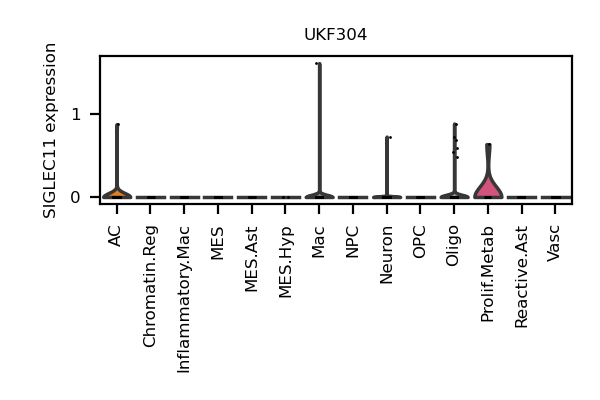 UKF304
SIGLEC11 expression
1
0
AC
Chromatin.Reg
Inflammatory.Mac
MES
MES.Ast
MES.Hyp
Mac
NPC
Neuron
OPC
Oligo
Prolif.Metab
Reactive.Ast
Vasc